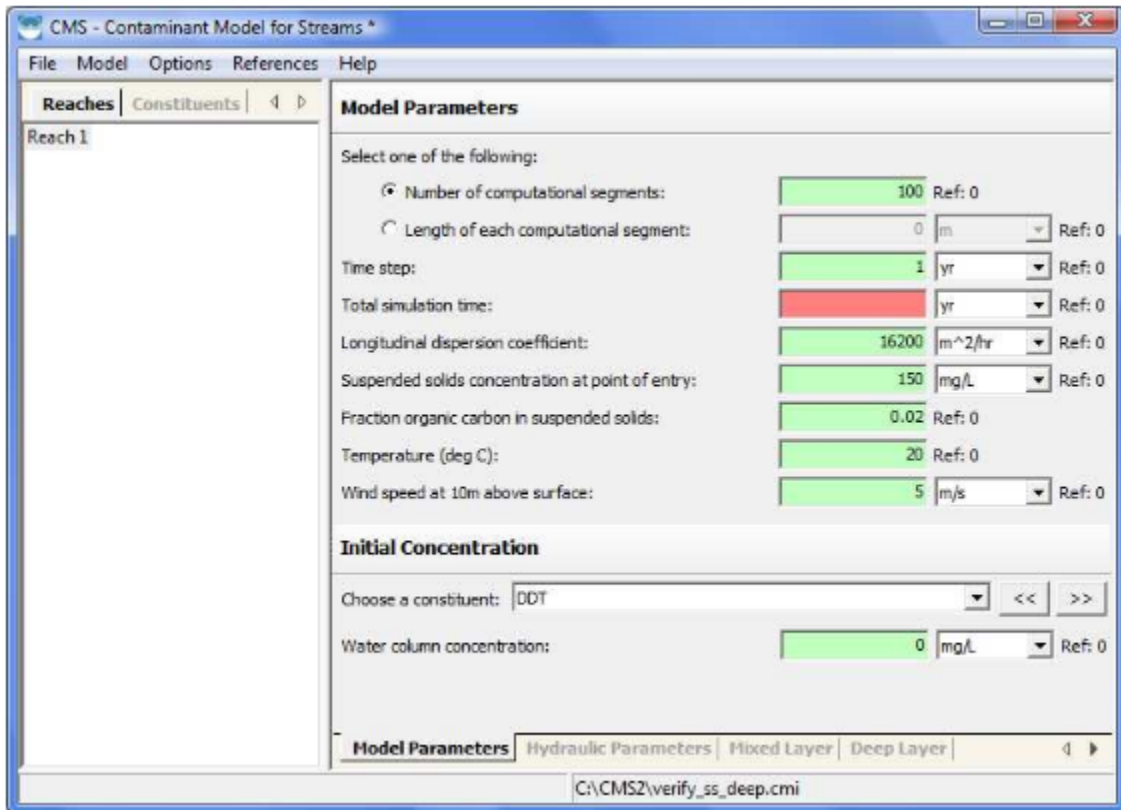 CMS - Contaminant Model for Streams *
File Model Options References Help
Reaches Constituents
Reach 1
Model Parameters
Select one of the following:
Number of computational segments: 100 Ref: 0
Length of each computational segment: 0 m Ref: 0
Time step: 1 yr Ref: 0
Total simulation time: yr Ref: 0
Longitudinal dispersion coefficient: 16200 m^2/hr Ref: 0
Suspended solids concentration at point of entry: 150 mg/L Ref: 0
Fraction organic carbon in suspended solids: 0.02 Ref: 0
Temperature (deg C): 20 Ref: 0
Wind speed at 10m above surface: 5 m/s Ref: 0
Initial Concentration
Choose a constituent: DDT << >>
Water column concentration: 0 mg/L Ref: 0
Model Parameters Hydraulic Parameters Mixed Layer Deep Layer
C:\CMS2\verify_ss_deep.cmi